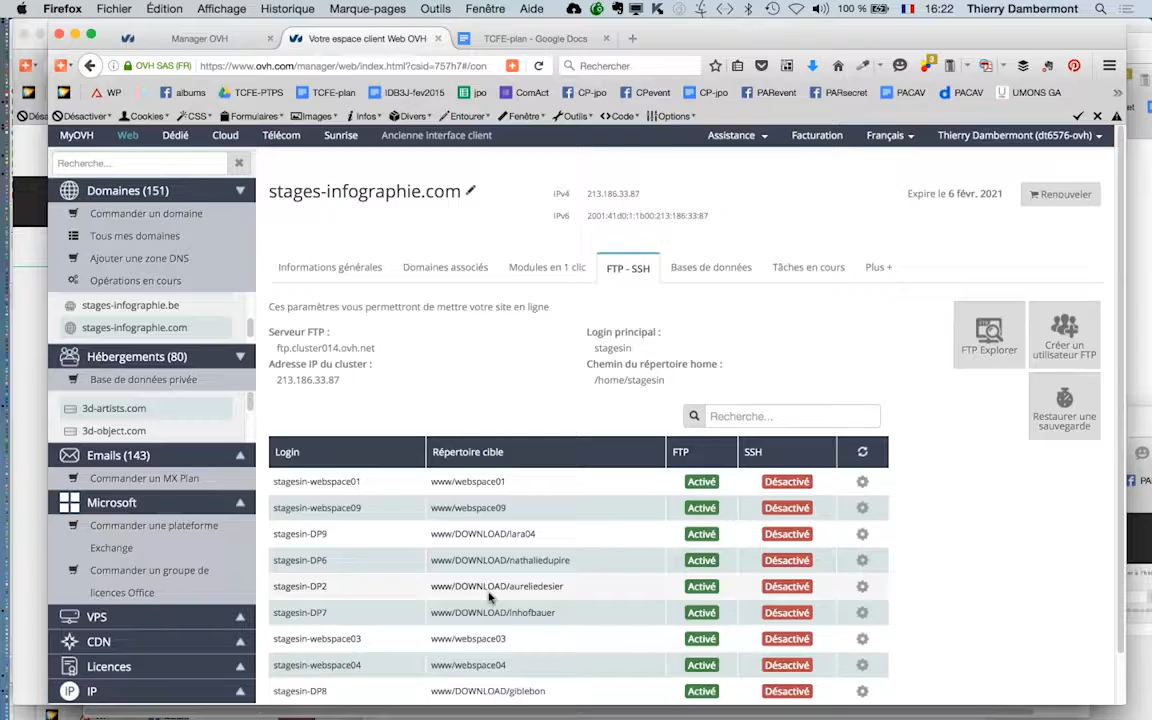 Firefox Fichier Édition Affichage Historique Marque-pages Outils Fenêtre Aide 100 % 16:22 Thierry Dambermont
Manager OVH × Votre espace client Web OVH × TCFE-plan - Google Docs × +
OVH SAS (FR) https://www.ovh.com/manager/web/index.html?csid=757h7#/con Rechercher
WP albums TCFE-PTPS TCFE-plan IDB3J-fev2015 jpo ComAct CP-jpo CPevent CP-jpo PARevent PARsecret PACAV PACAV UMONS GA
Désactiver Cookies CSS Formulaires Images Infos Divers Entourer Fenêtre Outils Code Options
MyOVH Web Dédié Cloud Télécom Sunrise Ancienne interface client Assistance Facturation Français Thierry Dambermont (dt6576-ovh)
Recherche...
Domaines (151)
Commander un domaine
Tous mes domaines
Ajouter une zone DNS
Opérations en cours
stages-infographie.be
stages-infographie.com
Hébergements (80)
Base de données privée
3d-artists.com
3d-object.com
Emails (143)
Commander un MX Plan
Microsoft
Commander une plateforme
Exchange
Commander un groupe de
licences Office
VPS
CDN
Licences
IP IP
stages-infographie.com
IPv4 213.186.33.87
IPv6 2001:41d0:1:1b00:213:186:33:87
Expire le 6 févr. 2021
Renouveler
Informations générales Domaines associés Modules en 1 clic FTP - SSH Bases de données Tâches en cours Plus +
Ces paramètres vous permettront de mettre votre site en ligne
Serveur FTP :
ftp.cluster014.ovh.net
Adresse IP du cluster :
213.186.33.87
Login principal :
stagesin
Chemin du répertoire home :
/home/stagesin
FTP Explorer
Créer un
utilisateur FTP
Restaurer une
sauvegarde
Recherche...
Login Répertoire cible FTP SSH
stagesin-webspace01 www/webspace01 Activé Désactivé
stagesin-webspace09 www/webspace09 Activé Désactivé
stagesin-DP9 www/DOWNLOAD/lara04 Activé Désactivé
stagesin-DP6 www/DOWNLOAD/nathaliedupire Activé Désactivé
stagesin-DP2 www/DOWNLOAD/aureliedesier Activé Désactivé
stagesin-DP7 www/DOWNLOAD/lnhofbauer Activé Désactivé
stagesin-webspace03 www/webspace03 Activé Désactivé
stagesin-webspace04 www/webspace04 Activé Désactivé
stagesin-DP8 www/DOWNLOAD/giblebon Activé Désactivé